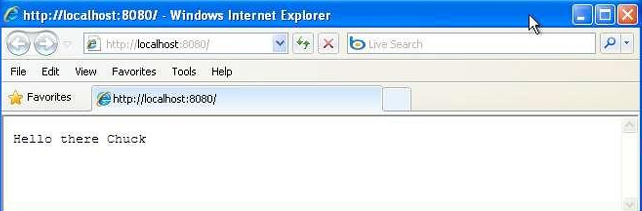 http://localhost:8080/ - Windows Internet Explorer
http://localhost:8080/ Live Search
File Edit View Favorites Tools Help
Favorites http://localhost:8080/
Hello there Chuck